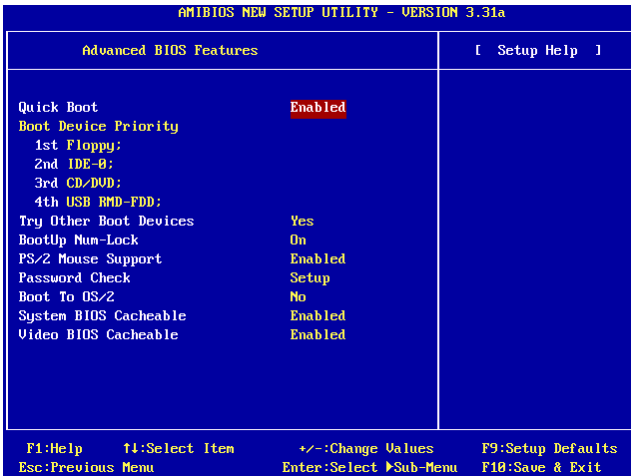 AMIBIOS NEW SETUP UTILITY - VERSION 3.31a
Advanced BIOS Features
[ Setup Help ]
Quick Boot Enabled
Boot Device Priority
1st Floppy;
2nd IDE-0;
3rd CD/DVD;
4th USB RMD-FDD;
Try Other Boot Devices Yes
BootUp Num-Lock On
PS/2 Mouse Support Enabled
Password Check Setup
Boot To OS/2 No
System BIOS Cacheable Enabled
Video BIOS Cacheable Enabled
F1:Help ↑↓:Select Item +/-:Change Values F9:Setup Defaults
Esc:Previous Menu Enter:Select ▶Sub-Menu F10:Save & Exit